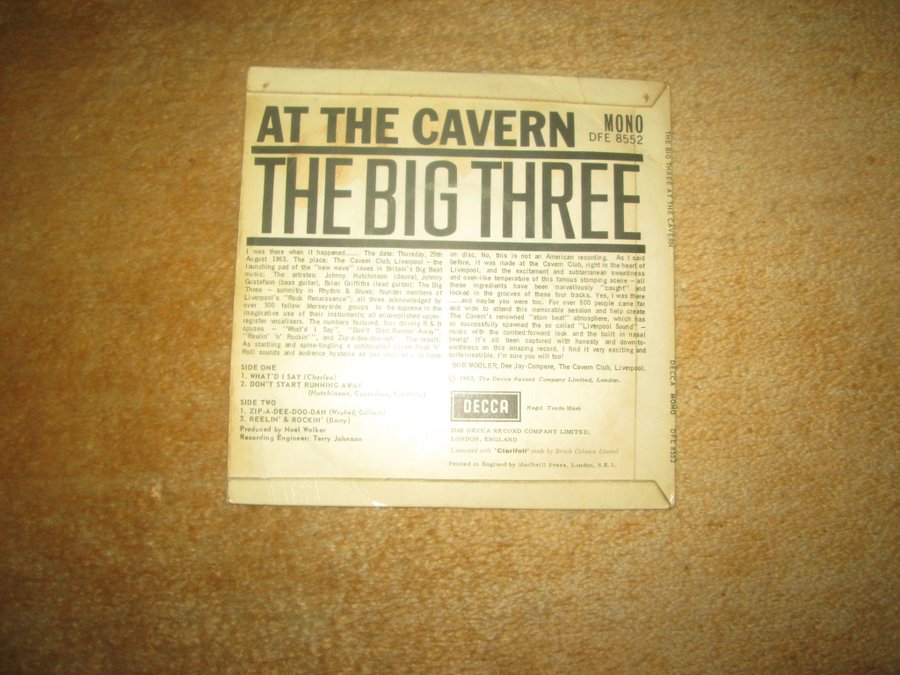 AT THE CAVERN
MONO
DFE 8552
THE BIG THREE
I was there when it happened...... The date: Thursday, 29th
August 1963. The place: The Cavern Club, Liverpool – the
launching pad of the "new wave" raves in Britain's Big Beat
music. The artistes: Johnny Hutchinson (drums), Johnny
Gustafson (bass guitar), Brian Griffiths (lead guitar): The Big
Three – summitry in Rhythm & Blues; founder members of
Liverpool's "Rock Renaissance"; all three acknowledged by
over 300 fellow Merseyside groups to be supreme in the
imaginative use of their instruments; all accomplished upper-
register vocalisers. The numbers featured, four driving R & B
opuses – "What'd I Say", "Don't Start Runnin' Away",
"Reelin' 'n' Rockin'", and Zip-a-dee-doo-dah". The result:
As startling and spine-tingling a combination of raw Rock 'n'
Roll sounds and audience hysteria as you could wish to have
on disc. No, this is not an American recording. As I said
before, it was made at the Cavern Club, right in the heart of
Liverpool, and the excitement and subterranean sweatiness
and oven-like temperature of this famous stomping scene – all
these ingredients have been marvellously "caught" and
locked in the grooves of these four tracks. Yes, I was there
.....and maybe you were too. For over 600 people came far
and wide to attend this memorable session and help create
The Cavern's renowned "atom beat" atmosphere, which has
so successfully spawned the so called "Liverpool Sound" –
music with the combed:forward look and the built in nasal
twang! It's all been captured with honesty and down-to-
earthness on this amazing record. I find it very exciting and
quite irresistible. I'm sure you will too!
BOB WOOLER, Dee Jay-Compere, The Cavern Club, Liverpool.
SIDE ONE
1. WHAT'D I SAY (Charles)
2. DON'T START RUNNING AWAY
(Hutchinson, Gustafson, Griffiths)
SIDE TWO
1. ZIP-A-DEE-DOO-DAH (Wrubel, Gilbert)
2. REELIN' & ROCKIN' (Berry)
Produced by Noel Walker
Recording Engineer: Terry Johnson
© 1963, The Decca Record Company Limited, London.
DECCA Regd. Trade Mark
THE DECCA RECORD COMPANY LIMITED,
LONDON, ENGLAND
Laminated with 'Clarifoil' made by British Celanese Limited
Printed in England by MacNeill Press, London, S.E.1.
THE BIG THREE AT THE CAVERN
DECCA MONO DFE 8552